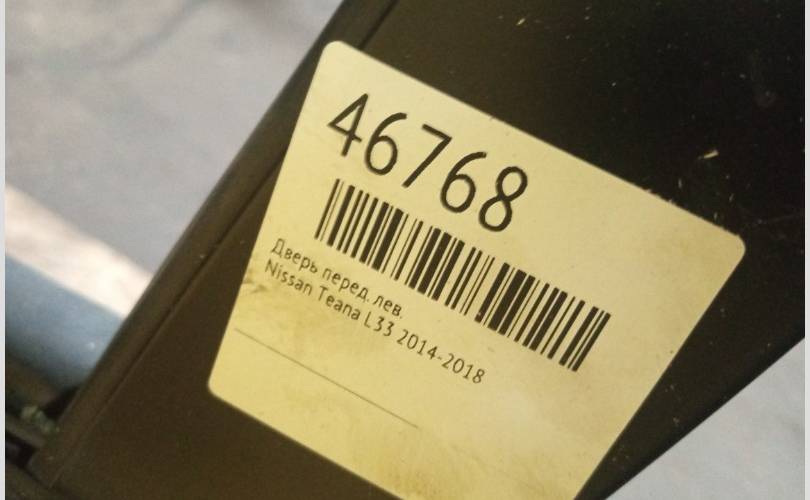 46768
Дверь перед. лев.
Nissan Teana L33 2014-2018